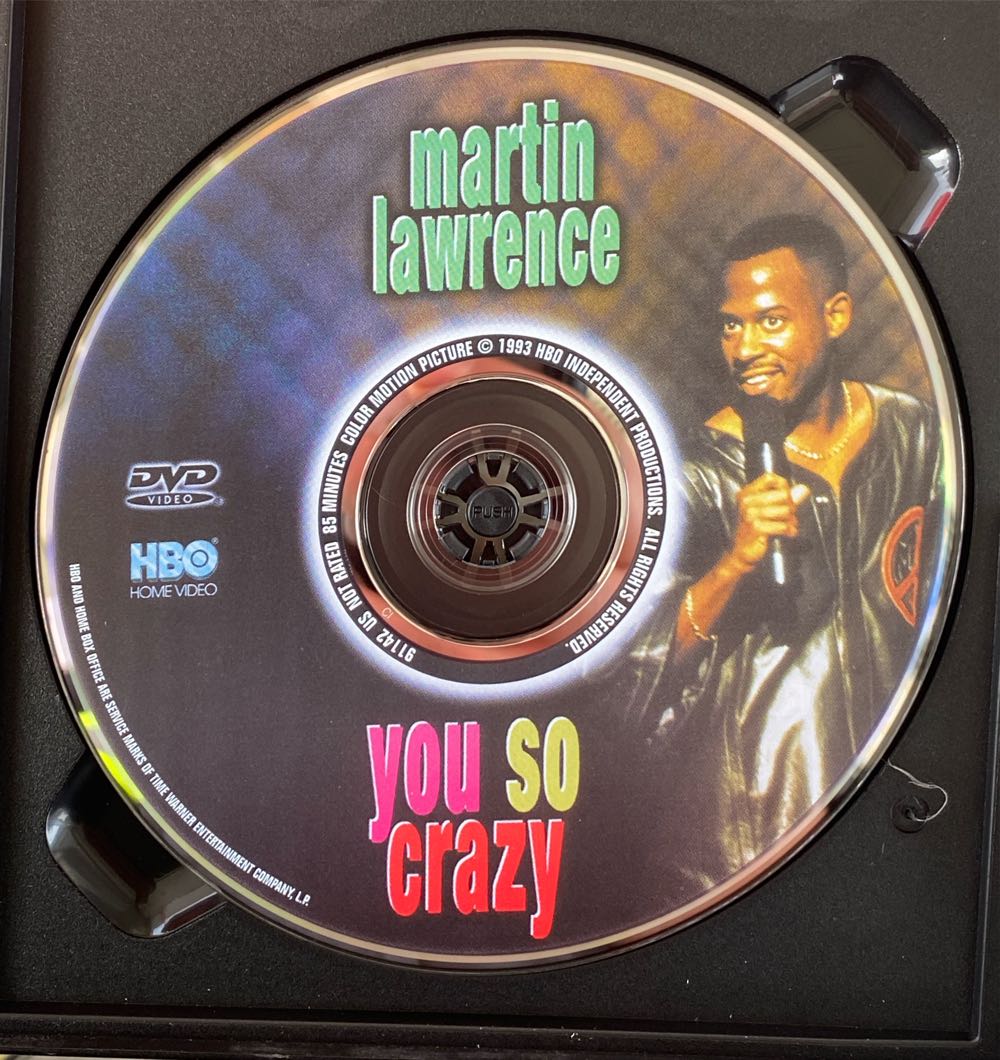 martin
lawrence
91142 US NOT RATED 85 MINUTES COLOR MOTION PICTURE © 1993 HBO INDEPENDENT PRODUCTIONS. ALL RIGHTS RESERVED.
PUSH
DVD
VIDEO
HBO®
HOME VIDEO
HBO AND HOME BOX OFFICE ARE SERVICE MARKS OF TIME WARNER ENTERTAINMENT COMPANY, L.P.
you so
crazy